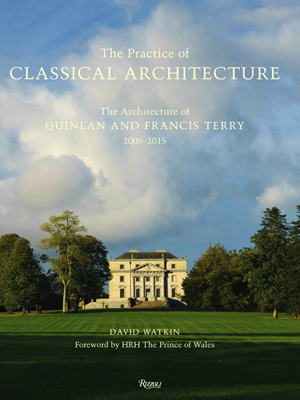 The Practice of
CLASSICAL ARCHITECTURE
The Architecture of
QUINLAN AND FRANCIS TERRY
2005–2015
DAVID WATKIN
Foreword by HRH The Prince of Wales
RIZZOLI